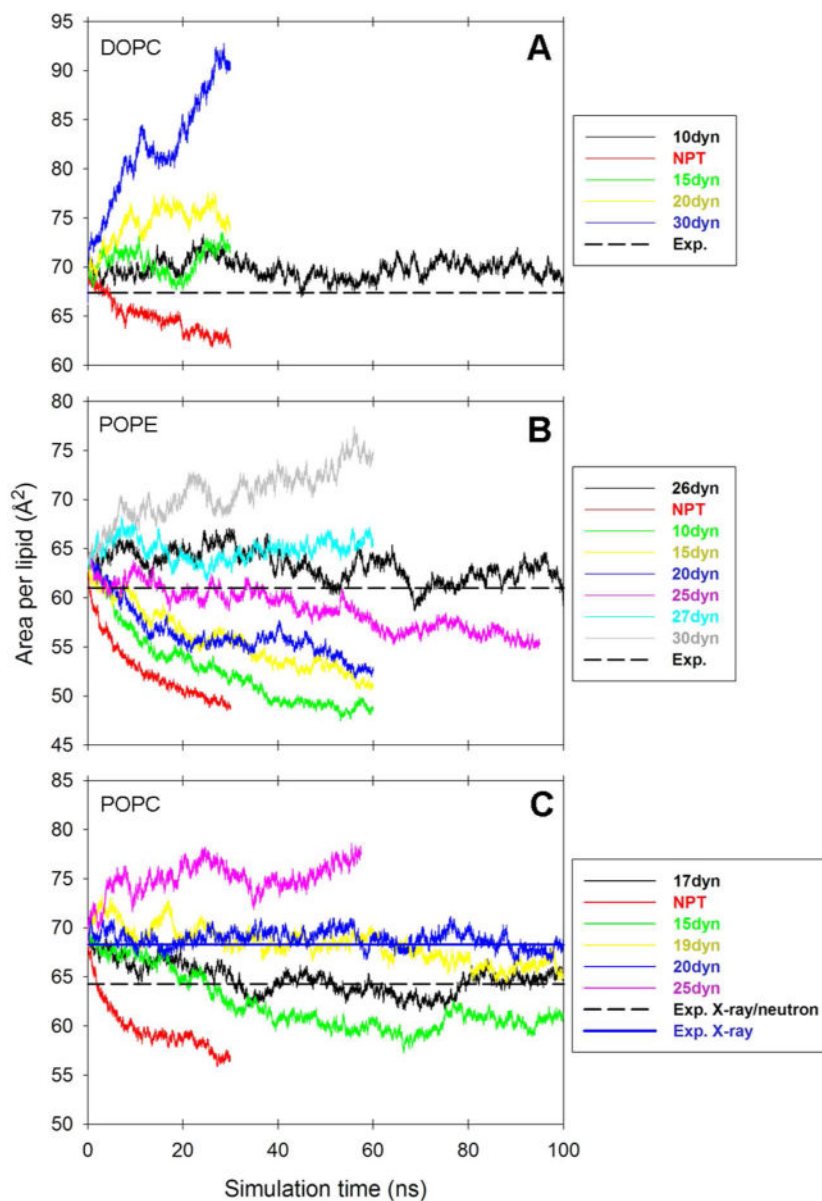 DOPC
A
95
90
85
80
75
70
65
60
10dyn
NPT
15dyn
20dyn
30dyn
Exp.
POPE
B
80
75
70
65
60
55
50
45
26dyn
NPT
10dyn
15dyn
20dyn
25dyn
27dyn
30dyn
Exp.
Area per lipid (Å²)
POPC
C
85
80
75
70
65
60
55
50
0 20 40 60 80 100
17dyn
NPT
15dyn
19dyn
20dyn
25dyn
Exp. X-ray/neutron
Exp. X-ray
Simulation time (ns)